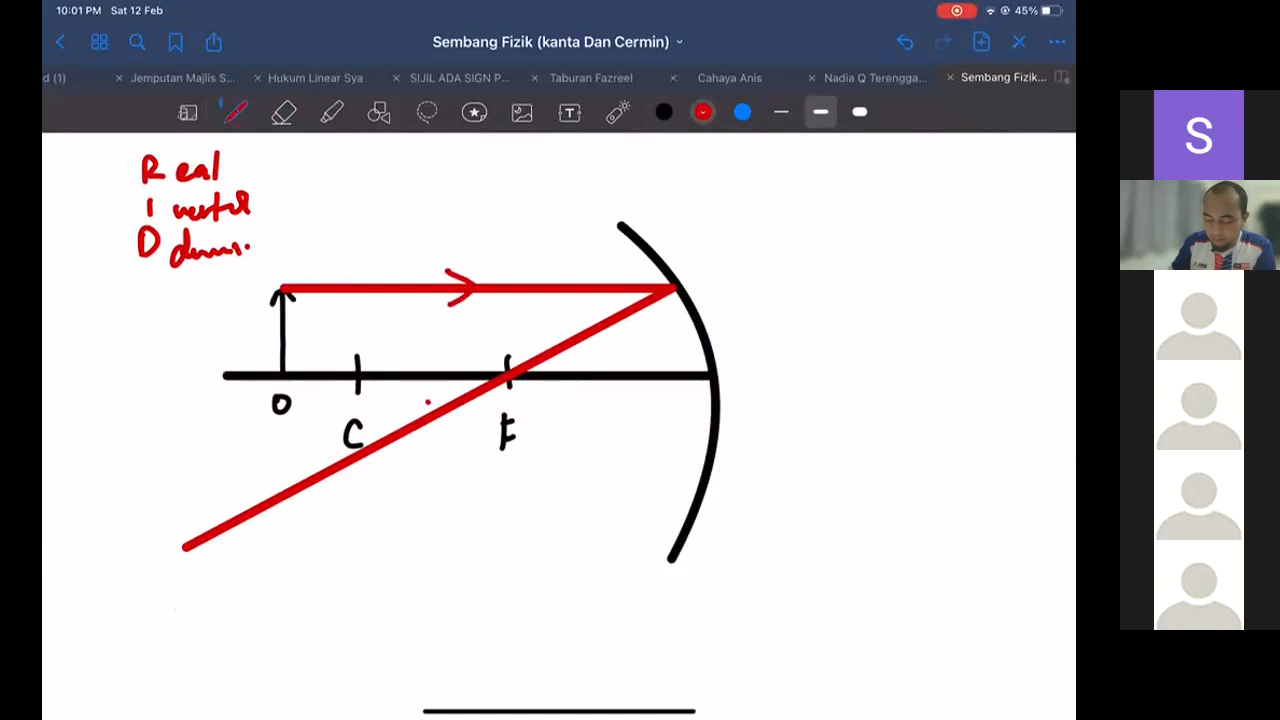 10:01 PM Sat 12 Feb
45%
Sembang Fizik (kanta Dan Cermin)
d (1)
Jemputan Majlis S...
Hukum Linear Sya
SIJIL ADA SIGN P...
Taburan Fazreel
Cahaya Anis
Nadia Q Terengga...
Sembang Fizik...
T
Real
I
D
O
C
F
S